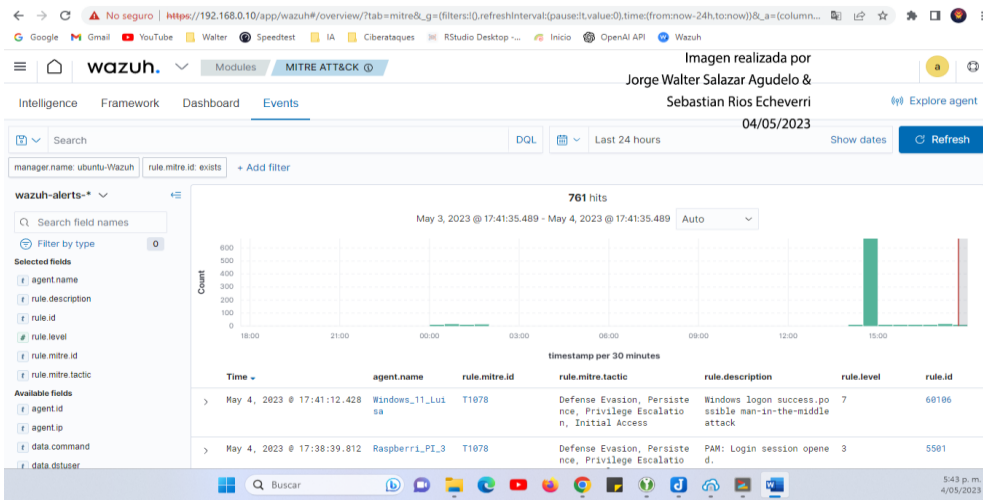 No seguro https://192.168.0.10/app/wazuh#/overview/?tab=mitre&_g=(filters:!(),refreshInterval:(pause:!t,value:0),time:(from:now-24h,to:now))&_a=(column...
Google Gmail YouTube Walter Speedtest IA Ciberataques RStudio Desktop -... Inicio OpenAI API Wazuh
Imagen realizada por
Jorge Walter Salazar Agudelo &
Sebastian Rios Echeverri
04/05/2023
wazuh. Modules MITRE ATT&CK a
Intelligence Framework Dashboard Events Explore agent
Search DQL Last 24 hours Show dates Refresh
manager.name: ubuntu-Wazuh rule.mitre.id: exists + Add filter
wazuh-alerts-*
Search field names
Filter by type 0
Selected fields
t agent.name
t rule.description
t rule.id
# rule.level
t rule.mitre.id
t rule.mitre.tactic
Available fields
t agent.id
t agent.ip
t data.command
t data.dstuser
761 hits
May 3, 2023 @ 17:41:35.489 - May 4, 2023 @ 17:41:35.489 Auto
Count
600
500
400
300
200
100
0
18:00 21:00 00:00 03:00 06:00 09:00 12:00 15:00
timestamp per 30 minutes
Time agent.name rule.mitre.id rule.mitre.tactic rule.description rule.level rule.id
May 4, 2023 @ 17:41:12.428 Windows_11_Lui T1078 Defense Evasion, Persiste Windows logon success.po 7 60106
sa nce, Privilege Escalatio ssible man-in-the-middle
n, Initial Access attack
May 4, 2023 @ 17:38:39.812 Raspberri_PI_3 T1078 Defense Evasion, Persiste PAM: Login session opene 3 5501
nce, Privilege Escalatio d.
Buscar
5:43 p. m.
4/05/2023